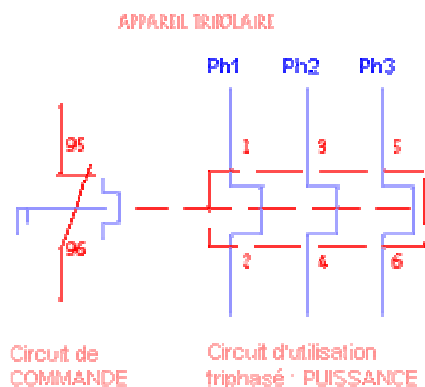 APPAREIL TRIPOLAIRE
Ph1 Ph2 Ph3
95 1 3 5
96 2 4 6
Circuit de
COMMANDE
Circuit d'utilisation
triphasé : PUISSANCE